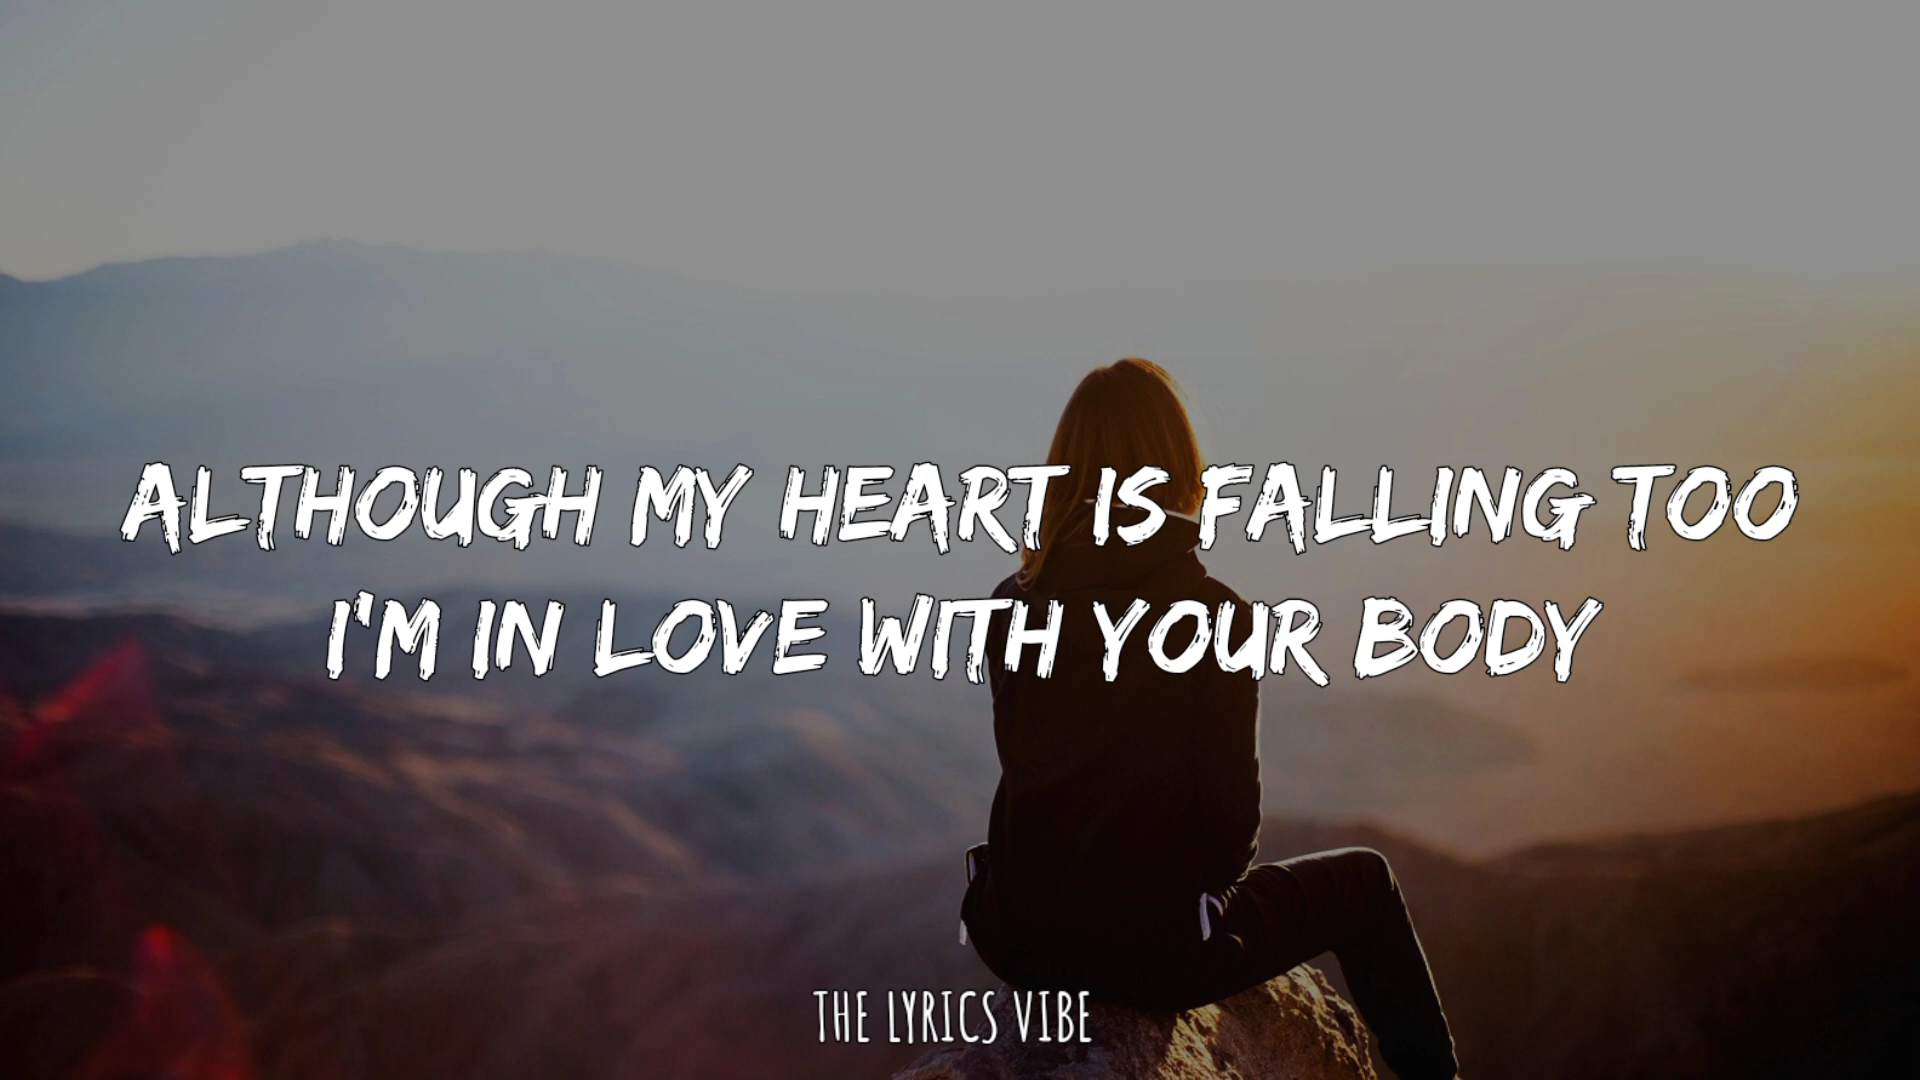 ALTHOUGH MY HEART IS FALLING TOO
I'M IN LOVE WITH YOUR BODY
THE LYRICS VIBE